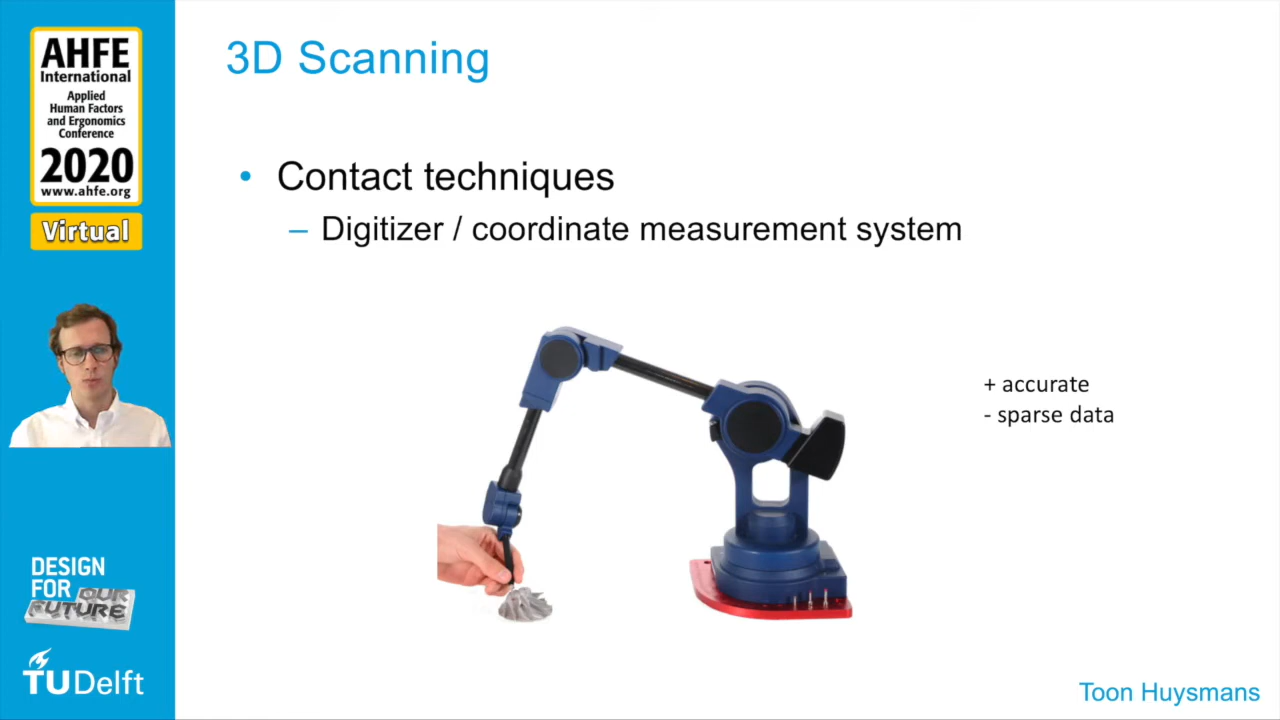 AHFE
International
Applied
Human Factors
and Ergonomics
Conference
2020
www.ahfe.org
Virtual
DESIGN
FOR
OUR
FUTURE
TUDelft
3D Scanning
• Contact techniques
– Digitizer / coordinate measurement system
+ accurate
- sparse data
Toon Huysmans